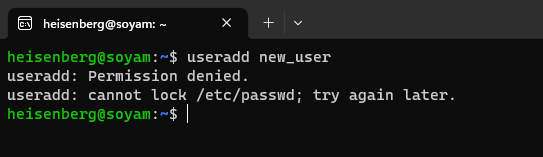 heisenberg@soyam: ~
heisenberg@soyam:~$ useradd new_user
useradd: Permission denied.
useradd: cannot lock /etc/passwd; try again later.
heisenberg@soyam:~$